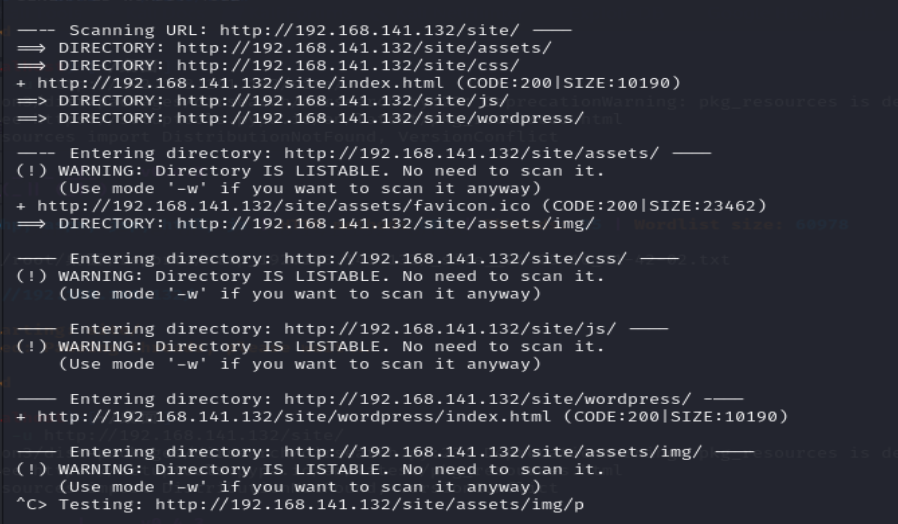 ---- Scanning URL: http://192.168.141.132/site/ ----
==> DIRECTORY: http://192.168.141.132/site/assets/
==> DIRECTORY: http://192.168.141.132/site/css/
+ http://192.168.141.132/site/index.html (CODE:200|SIZE:10190)
==> DIRECTORY: http://192.168.141.132/site/js/
==> DIRECTORY: http://192.168.141.132/site/wordpress/
---- Entering directory: http://192.168.141.132/site/assets/ ----
(!) WARNING: Directory IS LISTABLE. No need to scan it.
(Use mode '-w' if you want to scan it anyway)
+ http://192.168.141.132/site/assets/favicon.ico (CODE:200|SIZE:23462)
==> DIRECTORY: http://192.168.141.132/site/assets/img/
---- Entering directory: http://192.168.141.132/site/css/ ----
(!) WARNING: Directory IS LISTABLE. No need to scan it.
(Use mode '-w' if you want to scan it anyway)
---- Entering directory: http://192.168.141.132/site/js/ ----
(!) WARNING: Directory IS LISTABLE. No need to scan it.
(Use mode '-w' if you want to scan it anyway)
---- Entering directory: http://192.168.141.132/site/wordpress/ ----
+ http://192.168.141.132/site/wordpress/index.html (CODE:200|SIZE:10190)
---- Entering directory: http://192.168.141.132/site/assets/img/ ----
(!) WARNING: Directory IS LISTABLE. No need to scan it.
(Use mode '-w' if you want to scan it anyway)
^C> Testing: http://192.168.141.132/site/assets/img/p